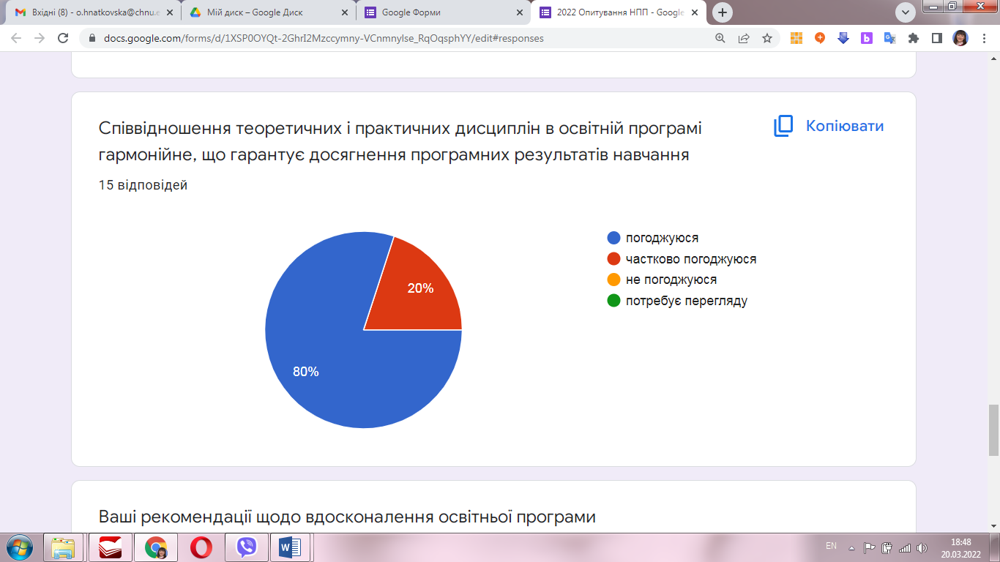 Вхідні (8) - o.hnatkovska@chnu.e
Мій диск – Google Диск
Google Форми
2022 Опитування НПП - Google
docs.google.com/forms/d/1XSP0OYQt-2GhrI2Mzccymny-VCnmnylse_RqOqsphYY/edit#responses
Співвідношення теоретичних і практичних дисциплін в освітній програмі
гармонійне, що гарантує досягнення програмних результатів навчання
Копіювати
15 відповідей
погоджуюся
частково погоджуюся
не погоджуюся
потребує перегляду
20%
80%
Ваші рекомендації щодо вдосконалення освітньої програми
EN
18:48
20.03.2022